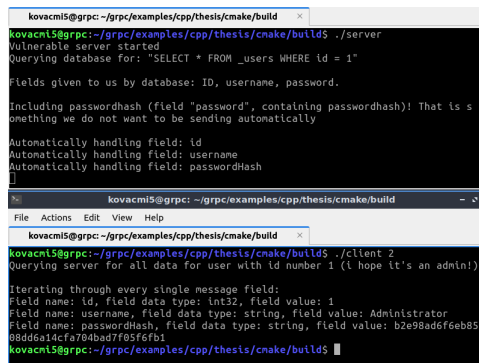 kovacmi5@grpc: ~/grpc/examples/cpp/thesis/cmake/build ×
kovacmi5@grpc:~/grpc/examples/cpp/thesis/cmake/build$ ./server
Vulnerable server started
Querying database for: "SELECT * FROM _users WHERE id = 1"
Fields given to us by database: ID, username, password.
Including passwordhash (field "password", containing passwordhash)! That is s
omething we do not want to be sending automatically
Automatically handling field: id
Automatically handling field: username
Automatically handling field: passwordHash
kovacmi5@grpc: ~/grpc/examples/cpp/thesis/cmake/build
File Actions Edit View Help
kovacmi5@grpc: ~/grpc/examples/cpp/thesis/cmake/build ×
kovacmi5@grpc:~/grpc/examples/cpp/thesis/cmake/build$ ./client 2
Querying server for all data for user with id number 1 (i hope it's an admin!)
Iterating through every single message field:
Field name: id, field data type: int32, field value: 1
Field name: username, field data type: string, field value: Administrator
Field name: passwordHash, field data type: string, field value: b2e98ad6f6eb85
08dd6a14cfa704bad7f05f6fb1
kovacmi5@grpc:~/grpc/examples/cpp/thesis/cmake/build$